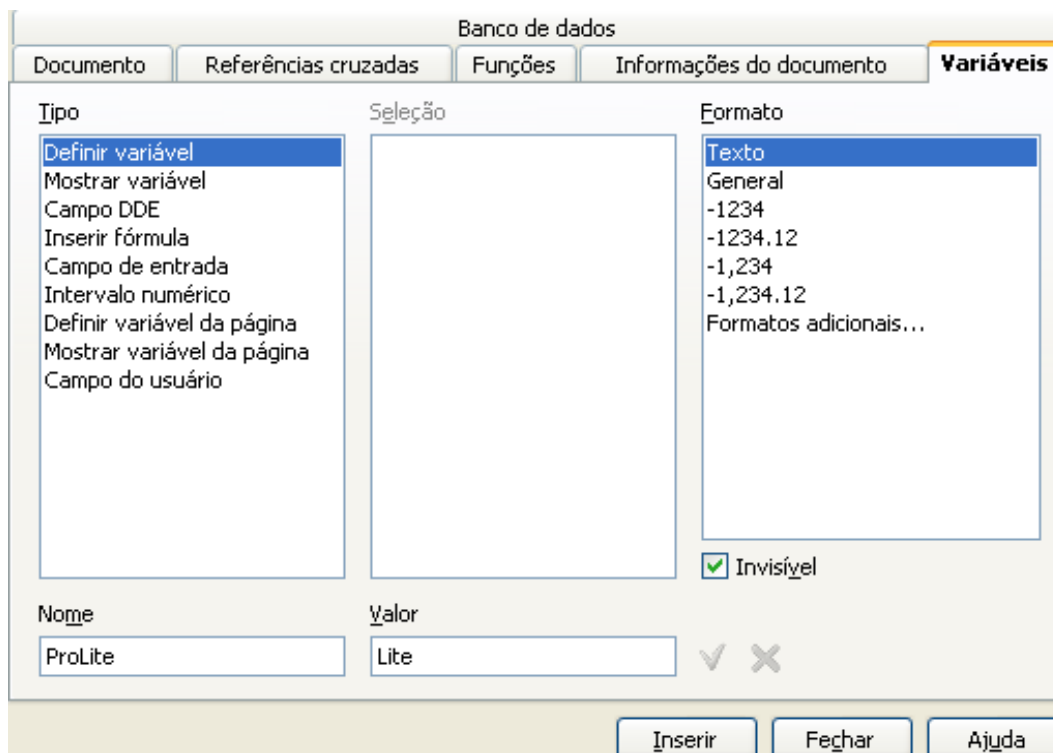 Banco de dados
Documento
Referências cruzadas
Funções
Informações do documento
Variáveis
Tipo
Definir variável
Mostrar variável
Campo DDE
Inserir fórmula
Campo de entrada
Intervalo numérico
Definir variável da página
Mostrar variável da página
Campo do usuário
Seleção
Formato
Texto
General
-1234
-1234.12
-1,234
-1,234.12
Formatos adicionais...
Invisível
Nome
ProLite
Valor
Lite
Inserir
Fechar
Ajuda